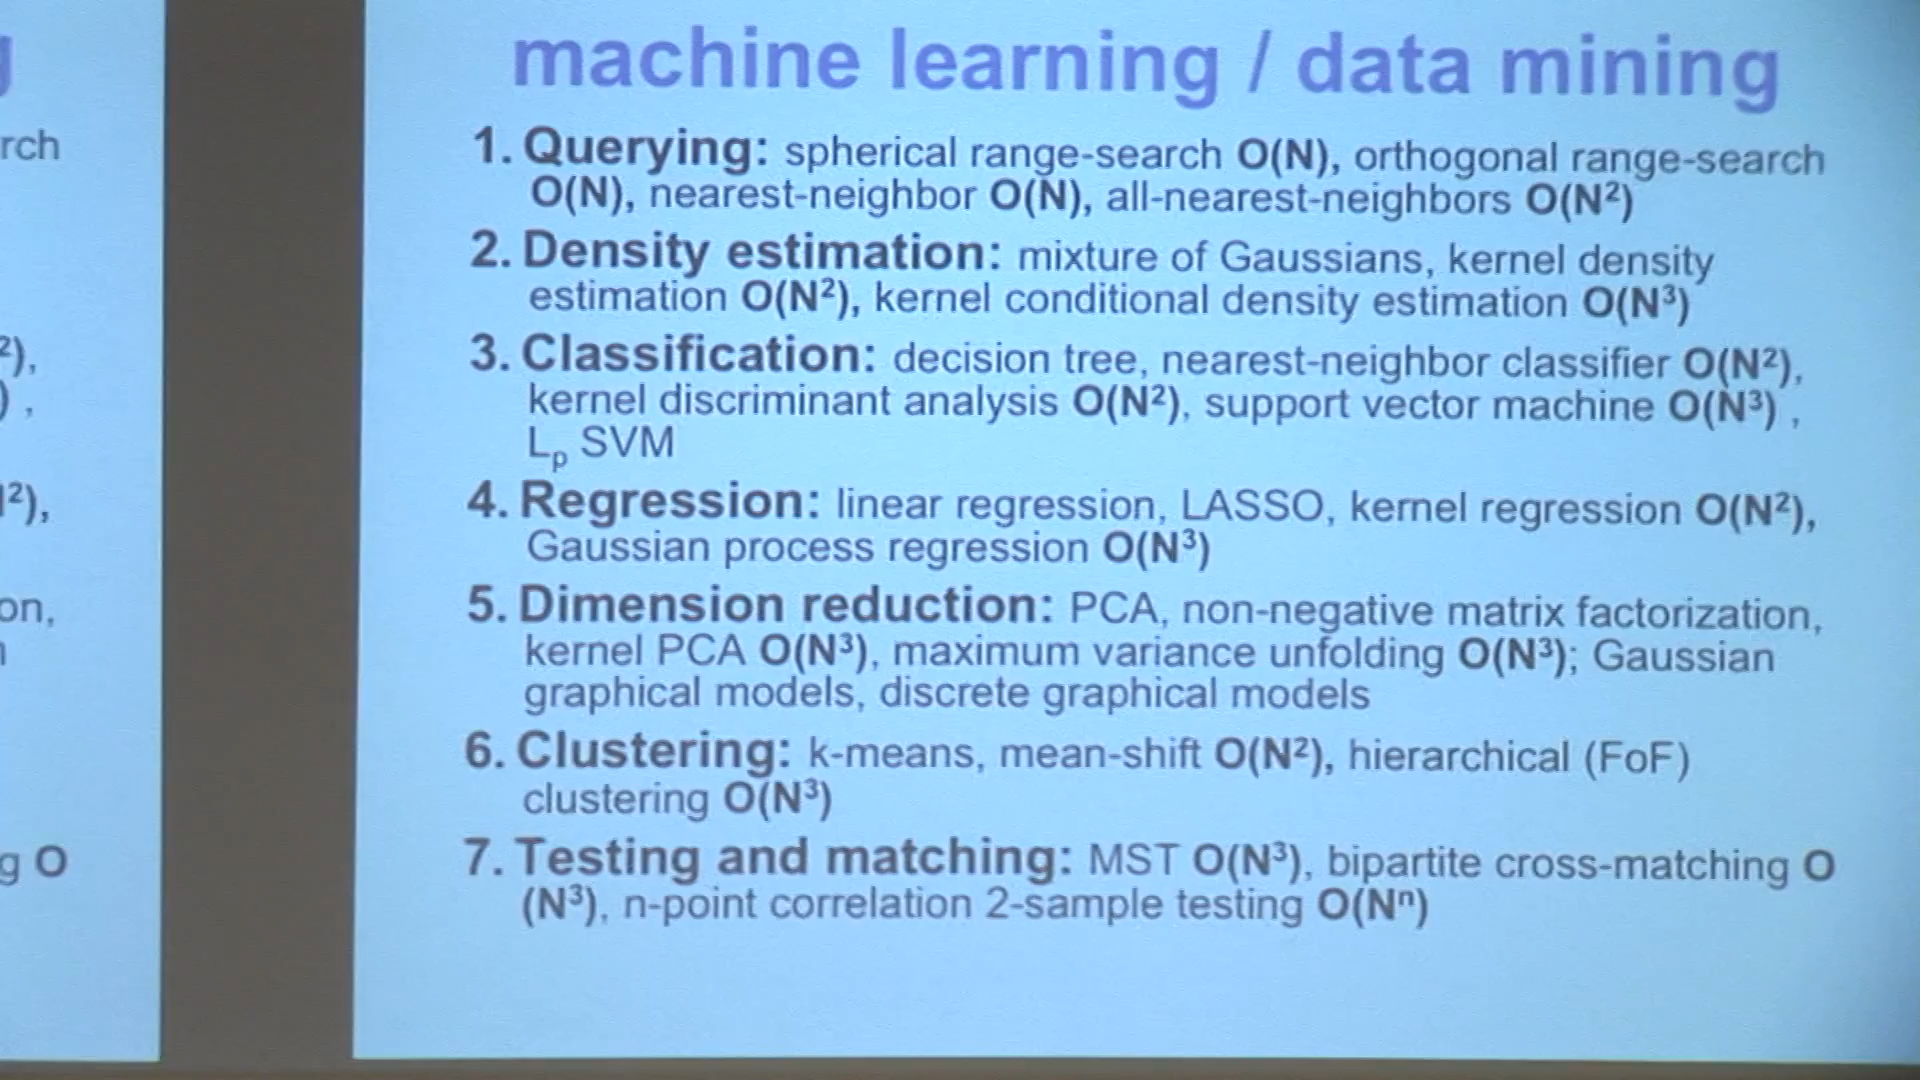 machine learning / data mining
1. Querying: spherical range-search O(N), orthogonal range-search
O(N), nearest-neighbor O(N), all-nearest-neighbors O(N²)
2. Density estimation: mixture of Gaussians, kernel density
estimation O(N²), kernel conditional density estimation O(N³)
3. Classification: decision tree, nearest-neighbor classifier O(N²),
kernel discriminant analysis O(N²), support vector machine O(N³) ,
Lₚ SVM
4. Regression: linear regression, LASSO, kernel regression O(N²),
Gaussian process regression O(N³)
5. Dimension reduction: PCA, non-negative matrix factorization,
kernel PCA O(N³), maximum variance unfolding O(N³); Gaussian
graphical models, discrete graphical models
6. Clustering: k-means, mean-shift O(N²), hierarchical (FoF)
clustering O(N³)
7. Testing and matching: MST O(N³), bipartite cross-matching O
(N³), n-point correlation 2-sample testing O(Nⁿ)